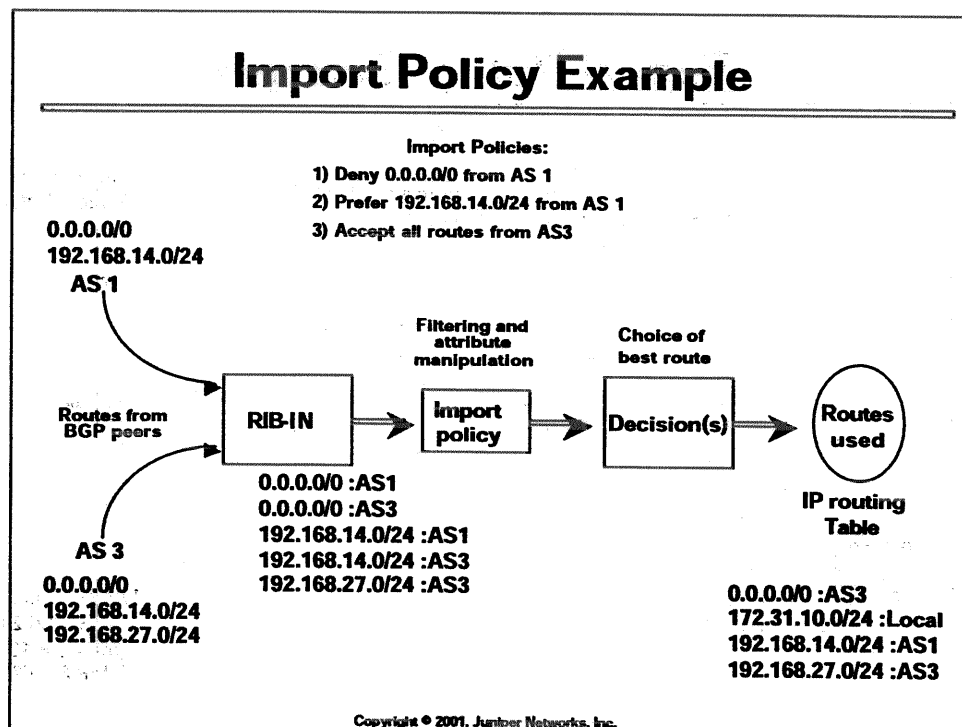 Import Policy Example
Import Policies:
1) Deny 0.0.0.0/0 from AS 1
2) Prefer 192.168.14.0/24 from AS 1
3) Accept all routes from AS3
0.0.0.0/0
192.168.14.0/24
AS 1
Filtering and
attribute
manipulation
Choice of
best route
Routes from
BGP peers
RIB-IN
Import
policy
Decision(s)
Routes
used
IP routing
Table
0.0.0.0/0 :AS1
0.0.0.0/0 :AS3
192.168.14.0/24 :AS1
192.168.14.0/24 :AS3
192.168.27.0/24 :AS3
AS 3
0.0.0.0/0
192.168.14.0/24
192.168.27.0/24
0.0.0.0/0 :AS3
172.31.10.0/24 :Local
192.168.14.0/24 :AS1
192.168.27.0/24 :AS3
Copyright © 2001, Juniper Networks, Inc.